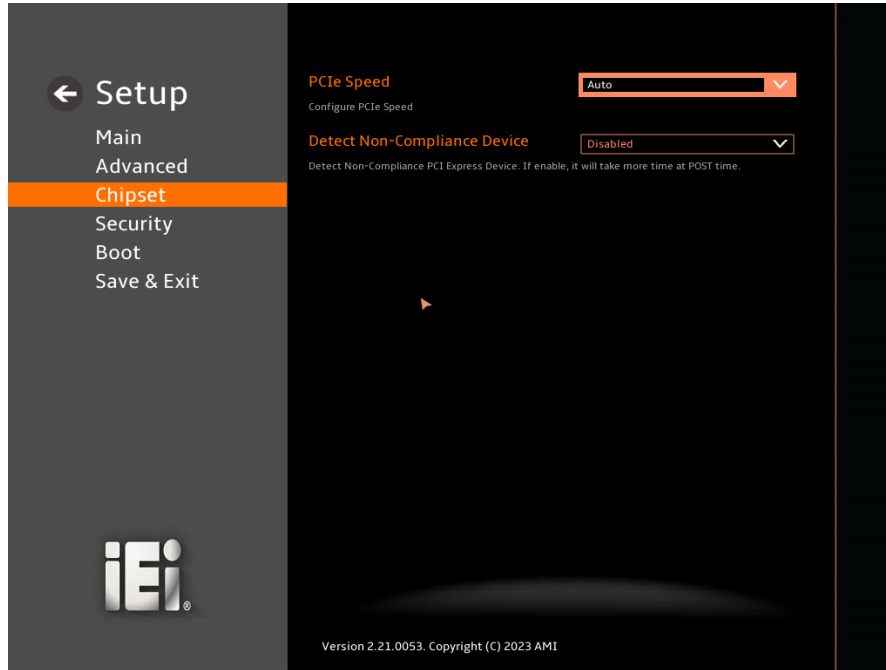 Setup
Main
Advanced
Chipset
Security
Boot
Save & Exit
PCIe Speed
Auto
Configure PCIe Speed
Detect Non-Compliance Device
Disabled
Detect Non-Compliance PCI Express Device. If enable, it will take more time at POST time.
iEi®
Version 2.21.0053. Copyright (C) 2023 AMI